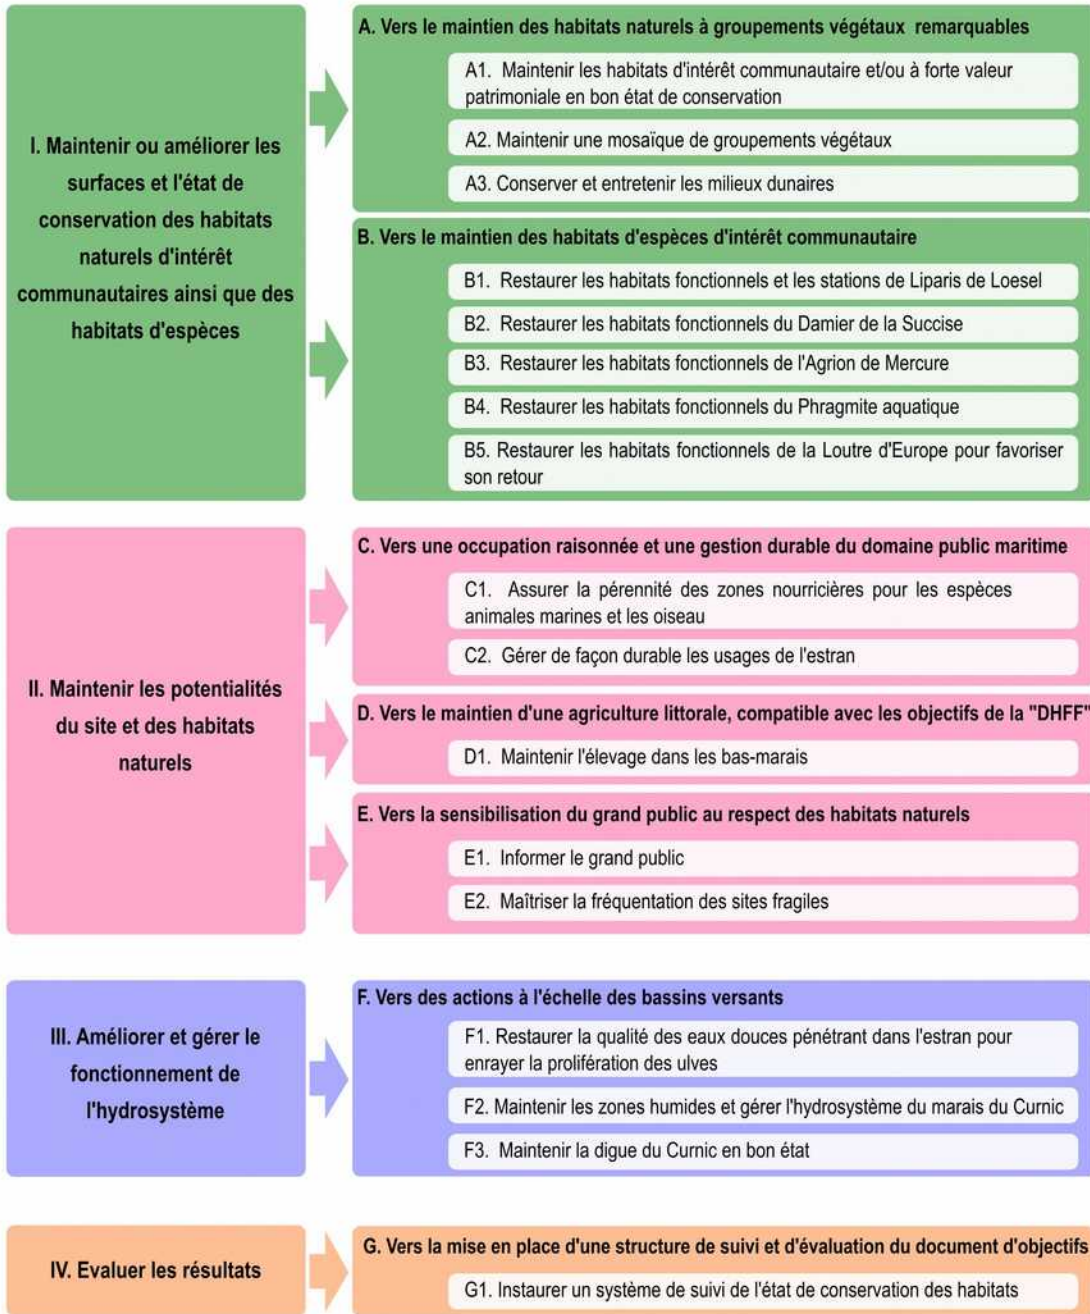 I. Maintenir ou améliorer les
surfaces et l'état de
conservation des habitats
naturels d'intérêt
communautaires ainsi que des
habitats d'espèces
A. Vers le maintien des habitats naturels à groupements végétaux remarquables
A1. Maintenir les habitats d'intérêt communautaire et/ou à forte valeur
patrimoniale en bon état de conservation
A2. Maintenir une mosaïque de groupements végétaux
A3. Conserver et entretenir les milieux dunaires
B. Vers le maintien des habitats d'espèces d'intérêt communautaire
B1. Restaurer les habitats fonctionnels et les stations de Liparis de Loesel
B2. Restaurer les habitats fonctionnels du Damier de la Succise
B3. Restaurer les habitats fonctionnels de l'Agrion de Mercure
B4. Restaurer les habitats fonctionnels du Phragmite aquatique
B5. Restaurer les habitats fonctionnels de la Loutre d'Europe pour favoriser
son retour
II. Maintenir les potentialités
du site et des habitats
naturels
C. Vers une occupation raisonnée et une gestion durable du domaine public maritime
C1. Assurer la pérennité des zones nourricières pour les espèces
animales marines et les oiseau
C2. Gérer de façon durable les usages de l'estran
D. Vers le maintien d'une agriculture littorale, compatible avec les objectifs de la "DHFF"
D1. Maintenir l'élevage dans les bas-marais
E. Vers la sensibilisation du grand public au respect des habitats naturels
E1. Informer le grand public
E2. Maîtriser la fréquentation des sites fragiles
III. Améliorer et gérer le
fonctionnement de
l'hydrosystème
F. Vers des actions à l'échelle des bassins versants
F1. Restaurer la qualité des eaux douces pénétrant dans l'estran pour
enrayer la prolifération des ulves
F2. Maintenir les zones humides et gérer l'hydrosystème du marais du Curnic
F3. Maintenir la digue du Curnic en bon état
IV. Evaluer les résultats
G. Vers la mise en place d'une structure de suivi et d'évaluation du document d'objectifs
G1. Instaurer un système de suivi de l'état de conservation des habitats